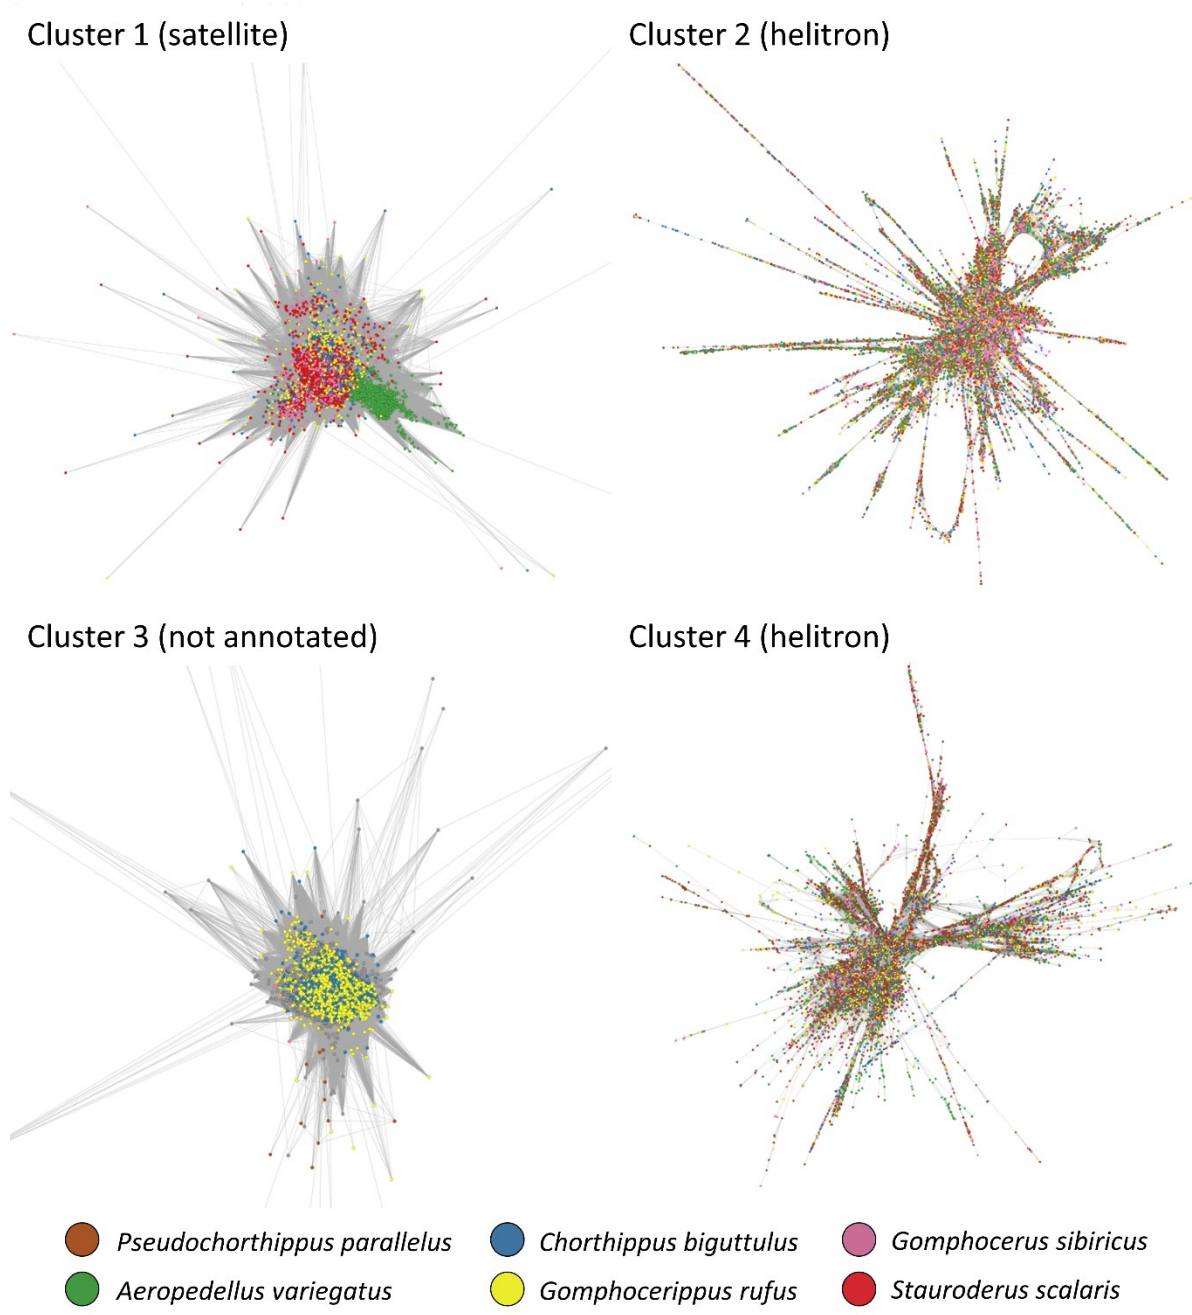 Cluster 1 (satellite)
Cluster 2 (helitron)
Cluster 3 (not annotated)
Cluster 4 (helitron)
Pseudochorthippus parallelus
Chorthippus biguttulus
Gomphocerus sibiricus
Aeropedellus variegatus
Gomphocerippus rufus
Stauroderus scalaris